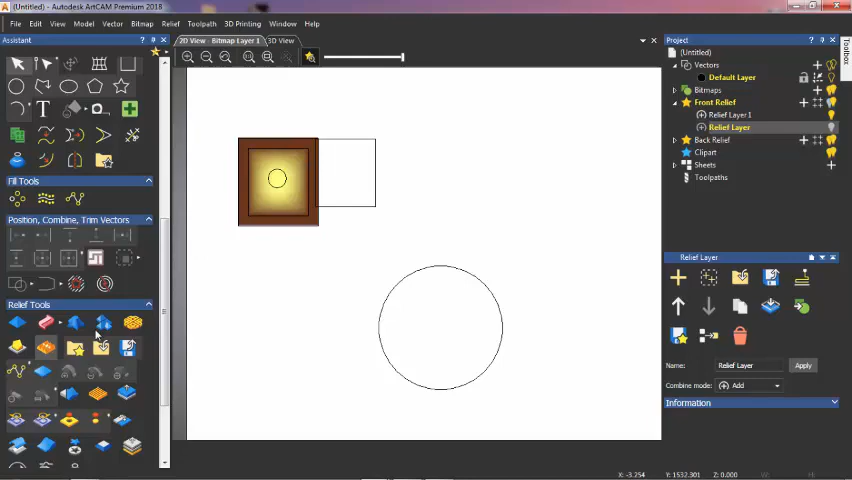 (Untitled) - Autodesk ArtCAM Premium 2018
File Edit View Model Vector Bitmap Relief Toolpath 3D Printing Window Help
Assistant
2D View - Bitmap Layer 1 3D View
Project
Toolbox
(Untitled)
Vectors
Default Layer
Bitmaps
Front Relief
Relief Layer 1
Relief Layer
Back Relief
Clipart
Sheets
Toolpaths
Fill Tools
Position, Combine, Trim Vectors
Relief Tools
Relief Layer
Name: Relief Layer Apply
Combine mode: Add
Information
X: -3.254 Y: 1532.301 Z: 0.000 W: H: